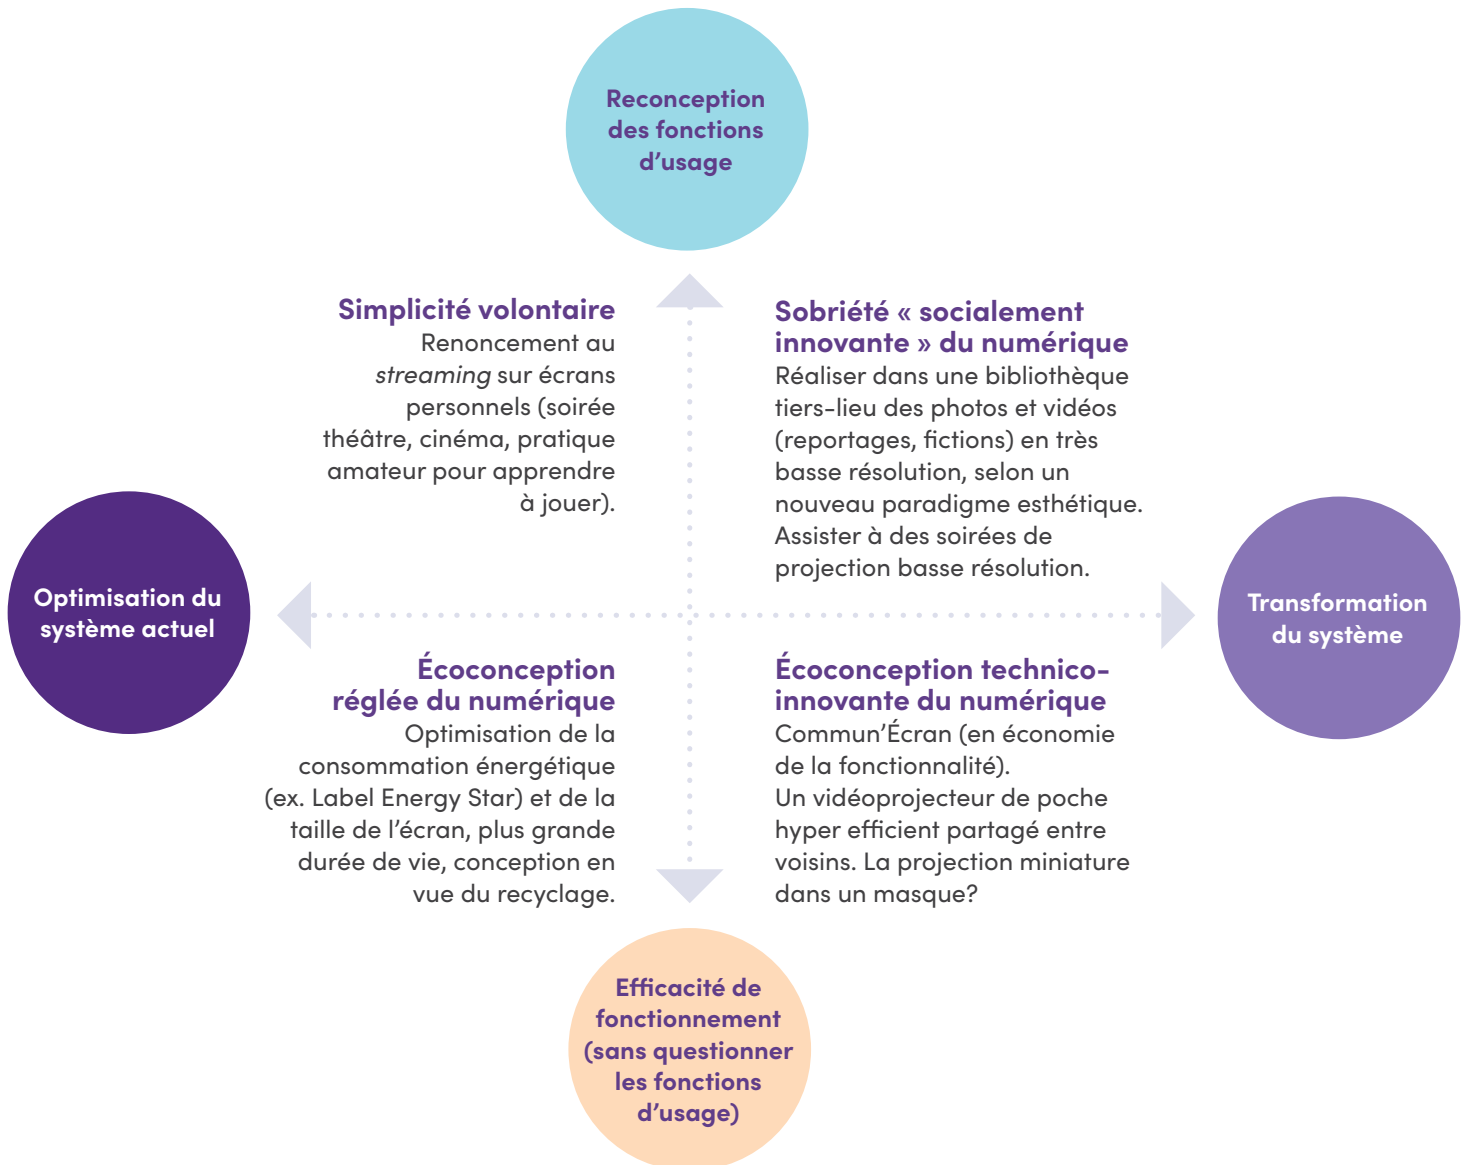 Reconception
des fonctions
d’usage
Simplicité volontaire
Renoncement au
streaming sur écrans
personnels (soirée
théâtre, cinéma, pratique
amateur pour apprendre
à jouer).
Sobriété « socialement
innovante » du numérique
Réaliser dans une bibliothèque
tiers-lieu des photos et vidéos
(reportages, fictions) en très
basse résolution, selon un
nouveau paradigme esthétique.
Assister à des soirées de
projection basse résolution.
Optimisation du
système actuel
Transformation
du système
Écoconception
réglée du numérique
Optimisation de la
consommation énergétique
(ex. Label Energy Star) et de la
taille de l’écran, plus grande
durée de vie, conception en
vue du recyclage.
Écoconception technico-
innovante du numérique
Commun’Écran (en économie
de la fonctionnalité).
Un vidéoprojecteur de poche
hyper efficient partagé entre
voisins. La projection miniature
dans un masque?
Efficacité de
fonctionnement
(sans questionner
les fonctions
d’usage)